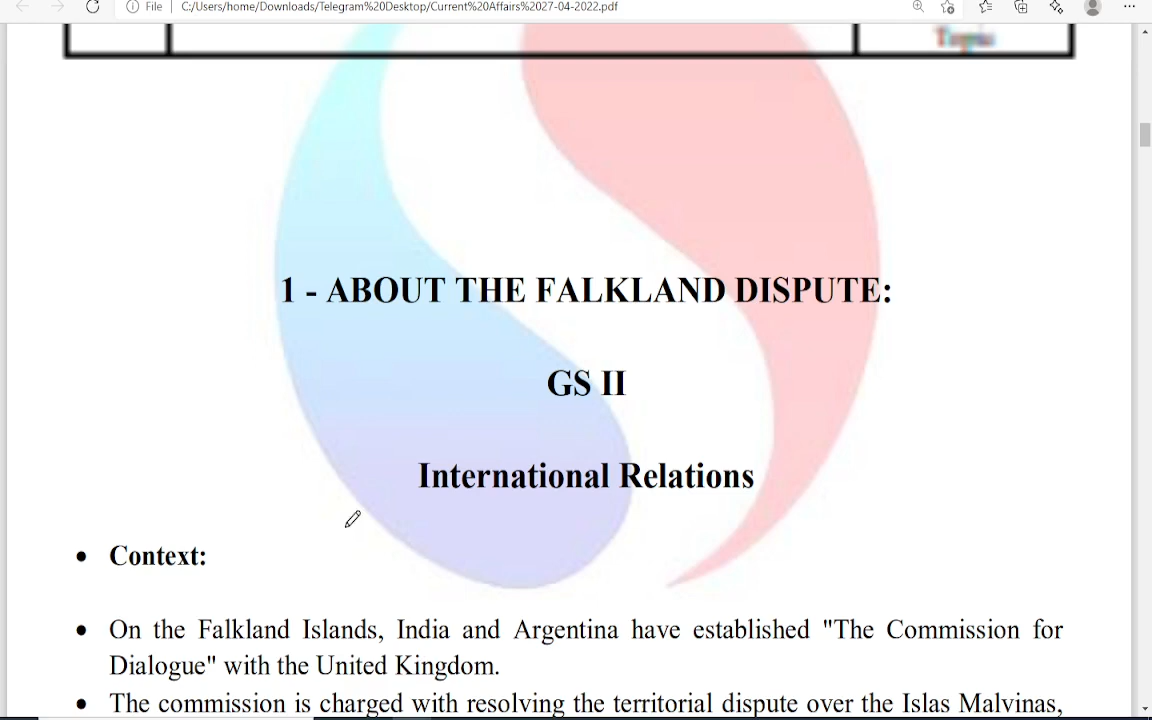 File
C:/Users/home/Downloads/Telegram%20Desktop/Current%20Affairs%2027-04-2022.pdf
1 - ABOUT THE FALKLAND DISPUTE:
GS II
International Relations
• Context:
• On the Falkland Islands, India and Argentina have established "The Commission for
Dialogue" with the United Kingdom.
• The commission is charged with resolving the territorial dispute over the Islas Malvinas,